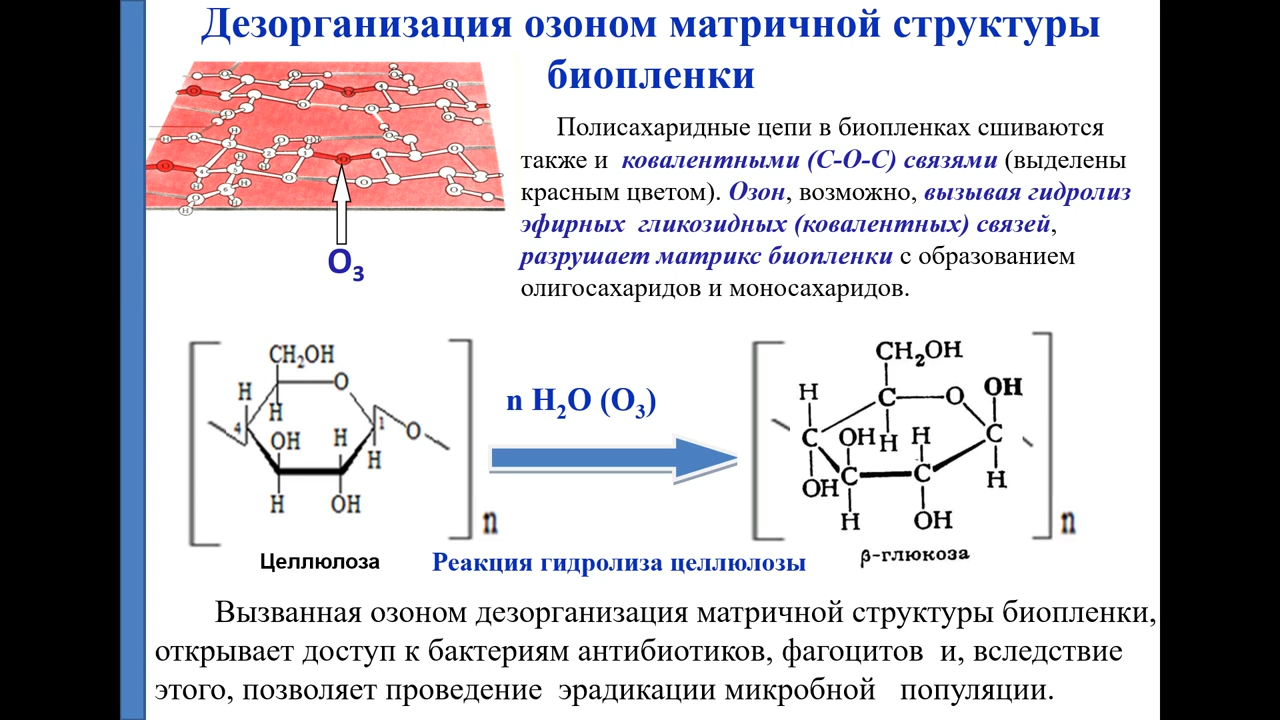 Дезорганизация озоном матричной структуры
биопленки
Полисахаридные цепи в биопленках сшиваются
также и ковалентными (С-О-С) связями (выделены
красным цветом). Озон, возможно, вызывая гидролиз
эфирных гликозидных (ковалентных) связей,
разрушает матрикс биопленки с образованием
олигосахаридов и моносахаридов.
O3
CH2OH
H
O
H
4
OH
H
1
O
H
H
OH
n
Целлюлоза
n H2O (O3)
Реакция гидролиза целлюлозы
CH2OH
H
C
O
OH
C
OH
H
H
C
OH
C
C
H
H
OH
n
β-глюкоза
Вызванная озоном дезорганизация матричной структуры биопленки,
открывает доступ к бактериям антибиотиков, фагоцитов и, вследствие
этого, позволяет проведение эрадикации микробной популяции.